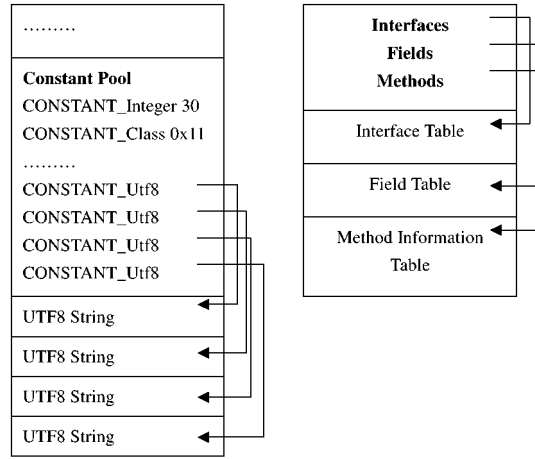 ………
Constant Pool
CONSTANT_Integer 30
CONSTANT_Class 0x11
………
CONSTANT_Utf8
CONSTANT_Utf8
CONSTANT_Utf8
CONSTANT_Utf8
UTF8 String
UTF8 String
UTF8 String
UTF8 String
Interfaces
Fields
Methods
Interface Table
Field Table
Method Information
Table